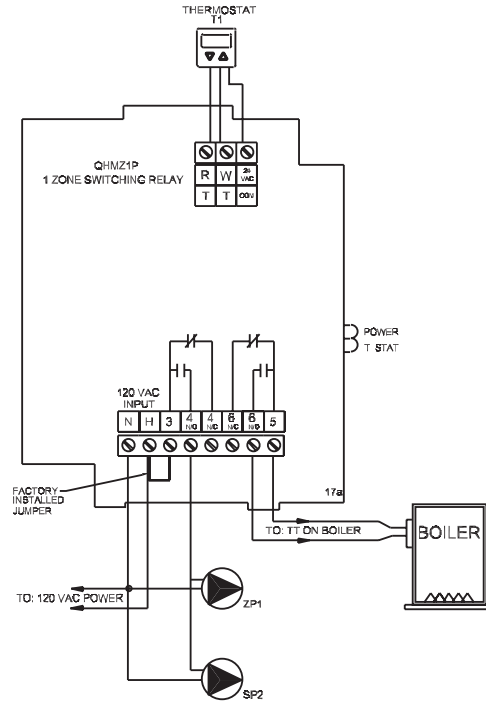 THERMOSTAT
T1
QHMZ1P
1 ZONE SWITCHING RELAY
R W 24 VAC
T T COM
POWER
T STAT
120 VAC
INPUT
N H 3 4 N/O 4 N/C 6 N/C 6 N/O 5
FACTORY
INSTALLED
JUMPER
17a
TO: TT ON BOILER
BOILER
TO: 120 VAC POWER
ZP1
SP2